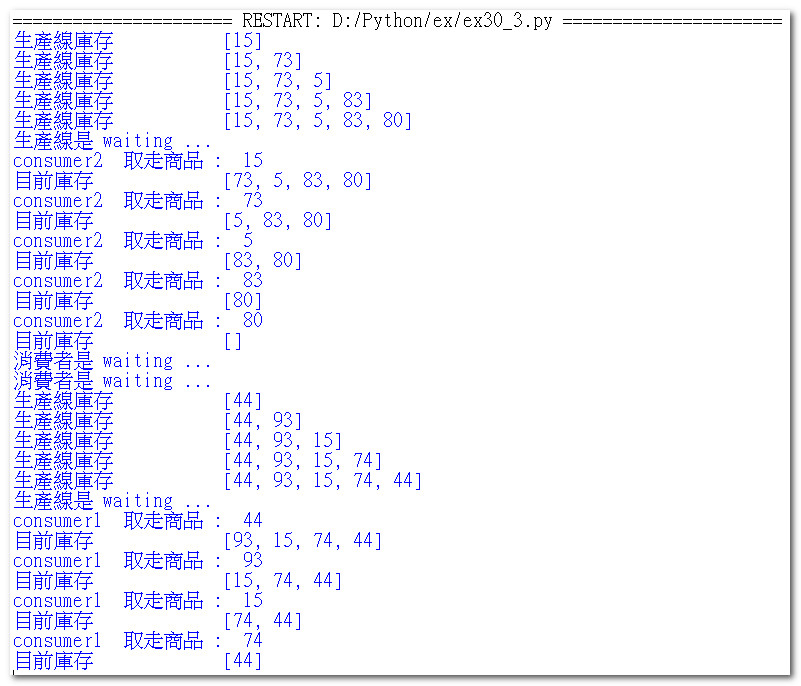 ====================== RESTART: D:/Python/ex/ex30_3.py ======================
生產線庫存 [15]
生產線庫存 [15, 73]
生產線庫存 [15, 73, 5]
生產線庫存 [15, 73, 5, 83]
生產線庫存 [15, 73, 5, 83, 80]
生產線是 waiting ...
consumer2 取走商品 : 15
目前庫存 [73, 5, 83, 80]
consumer2 取走商品 : 73
目前庫存 [5, 83, 80]
consumer2 取走商品 : 5
目前庫存 [83, 80]
consumer2 取走商品 : 83
目前庫存 [80]
consumer2 取走商品 : 80
目前庫存 []
消費者是 waiting ...
消費者是 waiting ...
生產線庫存 [44]
生產線庫存 [44, 93]
生產線庫存 [44, 93, 15]
生產線庫存 [44, 93, 15, 74]
生產線庫存 [44, 93, 15, 74, 44]
生產線是 waiting ...
consumer1 取走商品 : 44
目前庫存 [93, 15, 74, 44]
consumer1 取走商品 : 93
目前庫存 [15, 74, 44]
consumer1 取走商品 : 15
目前庫存 [74, 44]
consumer1 取走商品 : 74
目前庫存 [44]